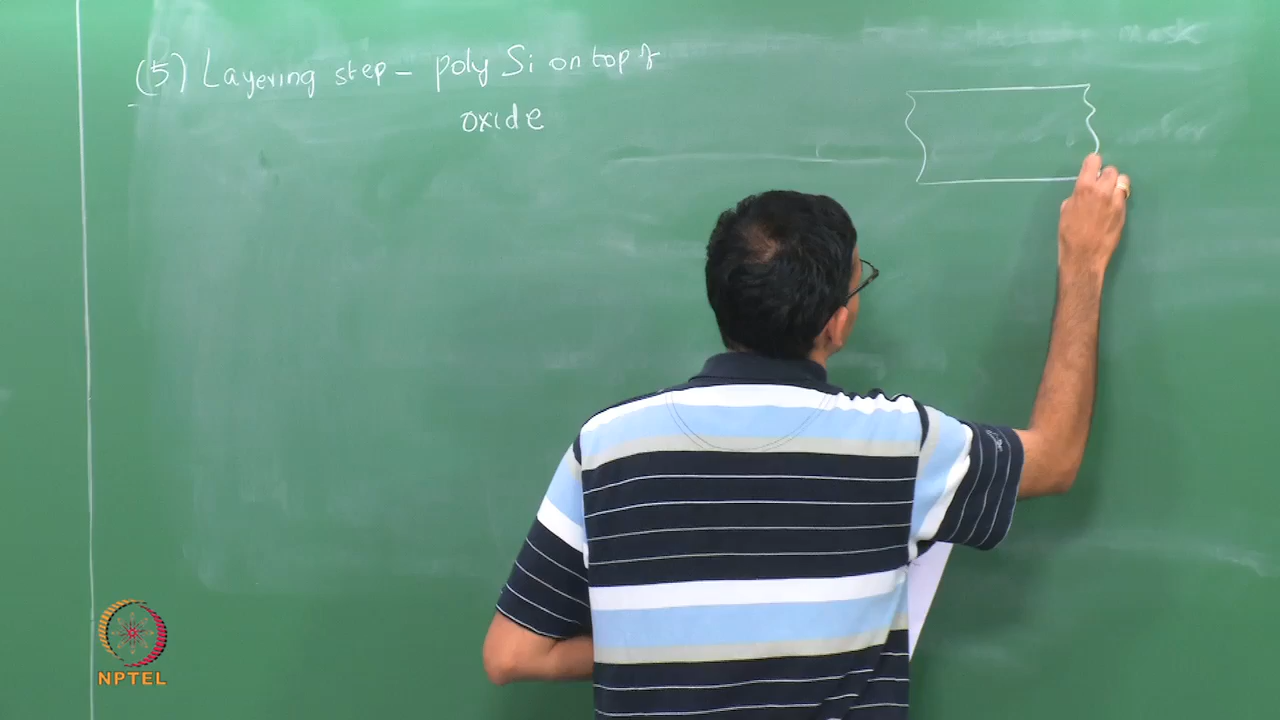 (5) Layering step - poly Si on top of
oxide
mask
NPTEL